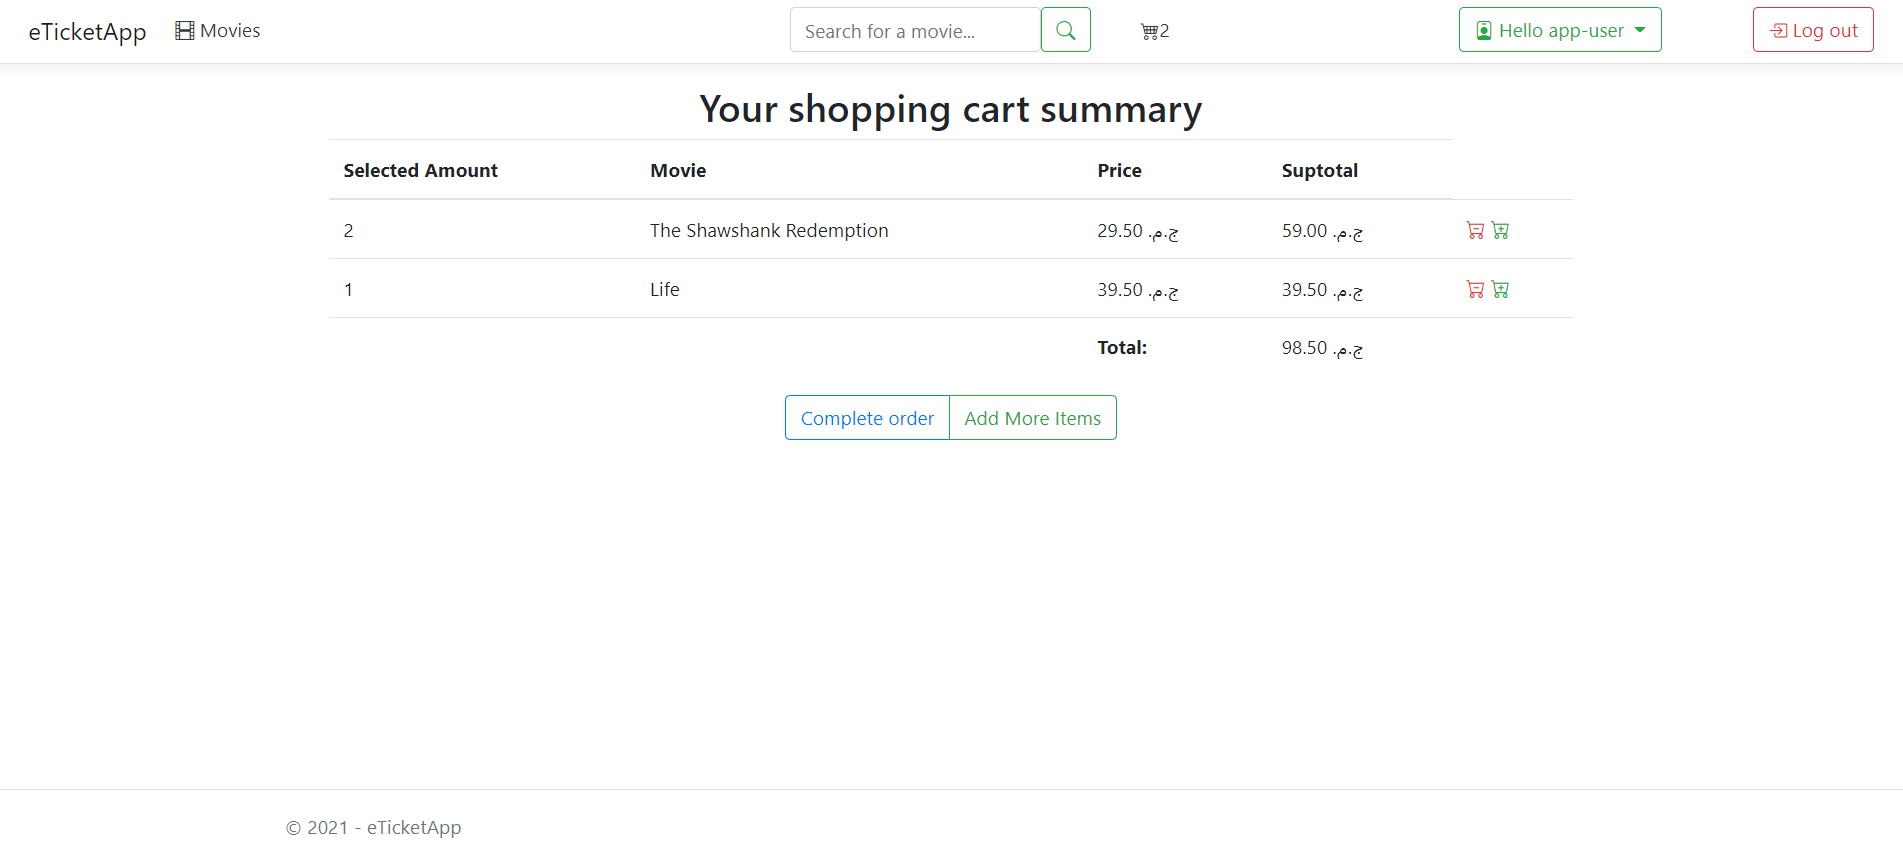 eTicketApp Movies Search for a movie... 2 Hello app-user Log out
Your shopping cart summary
Selected Amount Movie Price Suptotal
2 The Shawshank Redemption 29.50 ج.م. 59.00 ج.م.
1 Life 39.50 ج.م. 39.50 ج.م.
Total: 98.50 ج.م.
Complete order Add More Items
© 2021 - eTicketApp